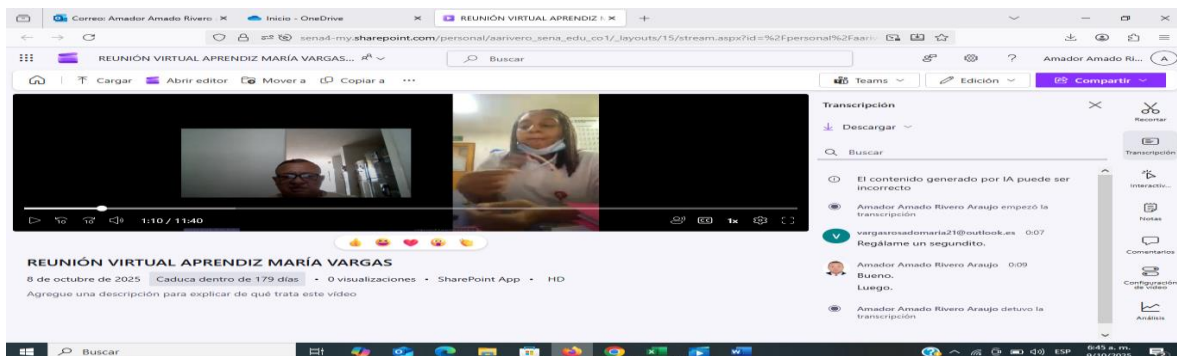 Correo: Amador Amado Rivero
Inicio - OneDrive
REUNIÓN VIRTUAL APRENDIZ
sena4-my.sharepoint.com/personal/aarivero_sena_edu_co1/_layouts/15/stream.aspx?id=%2Fpersonal%2Faariv
REUNIÓN VIRTUAL APRENDIZ MARÍA VARGAS...
Buscar
Amador Amado Ri...
A
Cargar
Abrir editor
Mover a
Copiar a
...
Teams
Edición
Compartir
1:10 / 11:40
CC
1x
REUNIÓN VIRTUAL APRENDIZ MARÍA VARGAS
8 de octubre de 2025 Caduca dentro de 179 días • 0 visualizaciones • SharePoint App • HD
Agregue una descripción para explicar de qué trata este vídeo
Transcripción
Descargar
Buscar
El contenido generado por IA puede ser
incorrecto
Amador Amado Rivero Araujo empezó la
transcripción
V
vargasrosadomaria21@outlook.es 0:07
Regálame un segundito.
Amador Amado Rivero Araujo 0:09
Bueno.
Luego.
Amador Amado Rivero Araujo detuvo la
transcripción
Recortar
Transcripción
Interactiv...
Notas
Comentarios
Configuración
de vídeo
Análisis
Buscar
ESP
6:45 a. m.
9/10/2025